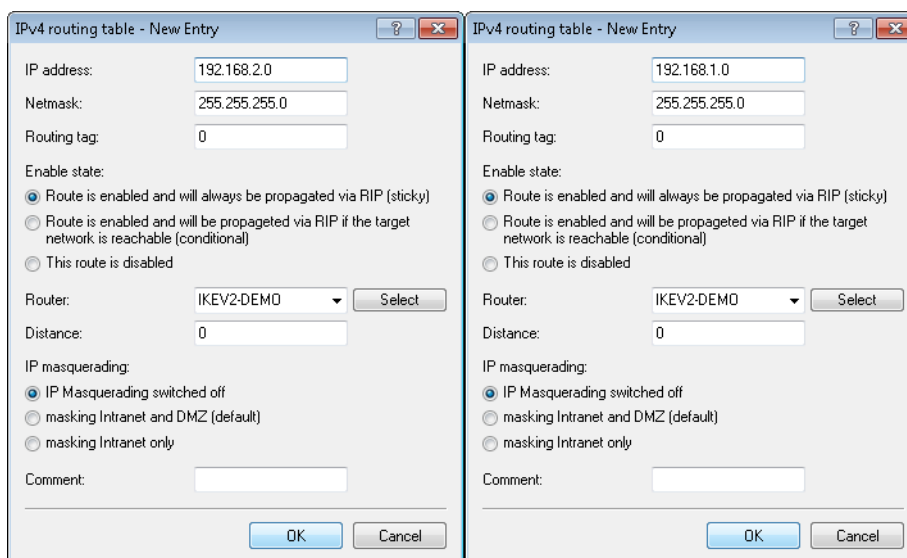 IPv4 routing table - New Entry
IP address:
192.168.2.0
Netmask:
255.255.255.0
Routing tag:
0
Enable state:
Route is enabled and will always be propagated via RIP (sticky)
Route is enabled and will be propageted via RIP if the target
network is reachable (conditional)
This route is disabled
Router:
IKEV2-DEMO
Select
Distance:
0
IP masquerading:
IP Masquerading switched off
masking Intranet and DMZ (default)
masking Intranet only
Comment:
OK
Cancel
IPv4 routing table - New Entry
IP address:
192.168.1.0
Netmask:
255.255.255.0
Routing tag:
0
Enable state:
Route is enabled and will always be propagated via RIP (sticky)
Route is enabled and will be propageted via RIP if the target
network is reachable (conditional)
This route is disabled
Router:
IKEV2-DEMO
Select
Distance:
0
IP masquerading:
IP Masquerading switched off
masking Intranet and DMZ (default)
masking Intranet only
Comment:
OK
Cancel